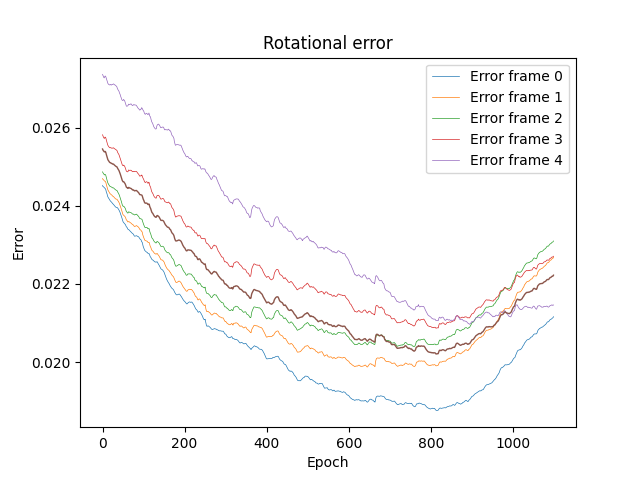 Rotational error
Error frame 0
Error frame 1
Error frame 2
Error frame 3
Error frame 4
0.026
0.024
0.022
0.020
Error
0
200
400
600
800
1000
Epoch